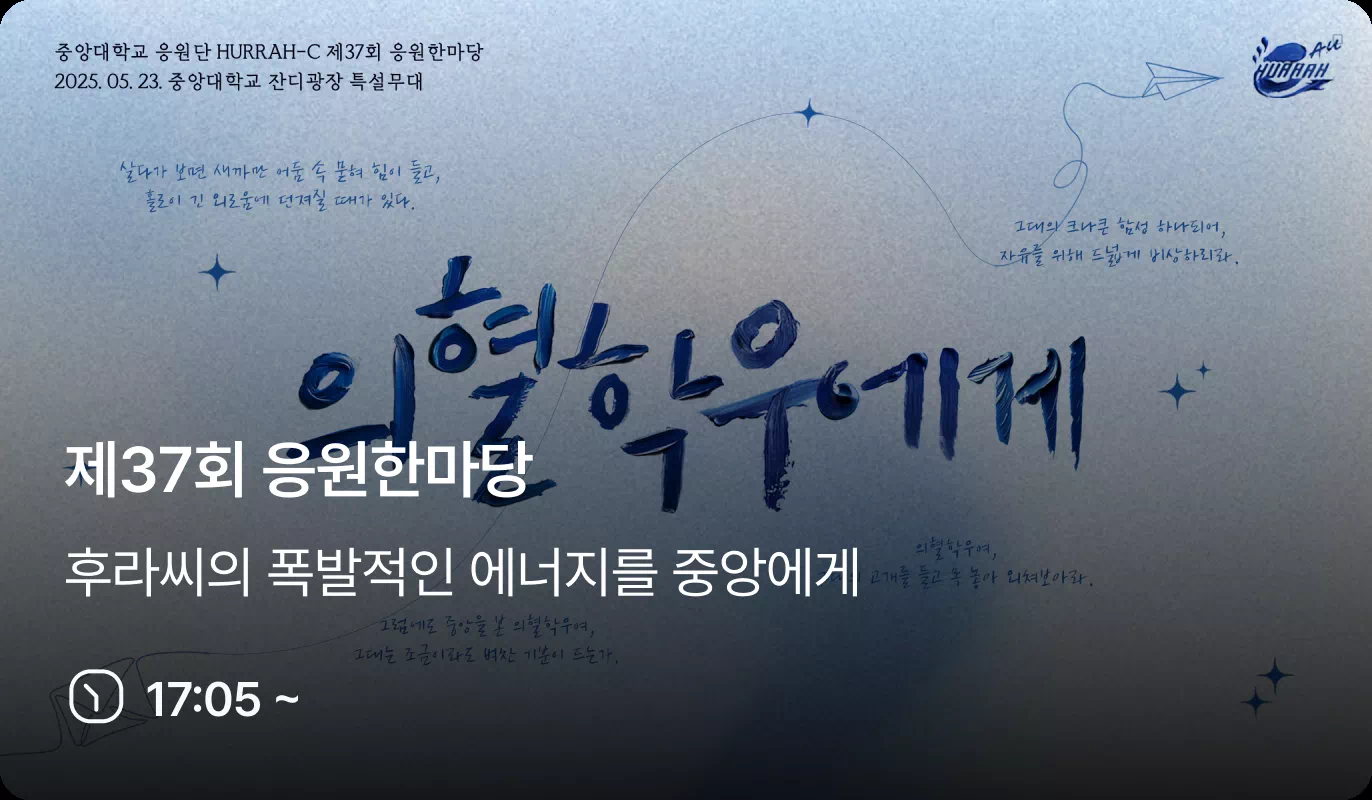 중앙대학교 응원단 HURRAH-C 제37회 응원한마당
2025. 05. 23. 중앙대학교 잔디광장 특설무대
HURRAH
살다가 보면 새까만 어둠 속 묻혀 힘이 들고,
홀로이 긴 외로움에 던져질 때가 있다.
그대의 크나큰 함성 하나되어,
자유를 위해 드넓게 비상하리라.
의혈학우에게
제37회 응원한마당
후라씨의 폭발적인 에너지를 중앙에게
의혈학우여,
고개를 들고 목 놓아 외쳐보아라.
그럼에도 중앙을 본 의혈학우여,
그대는 조금이라도 벅찬 기분이 드는가.
17:05 ~